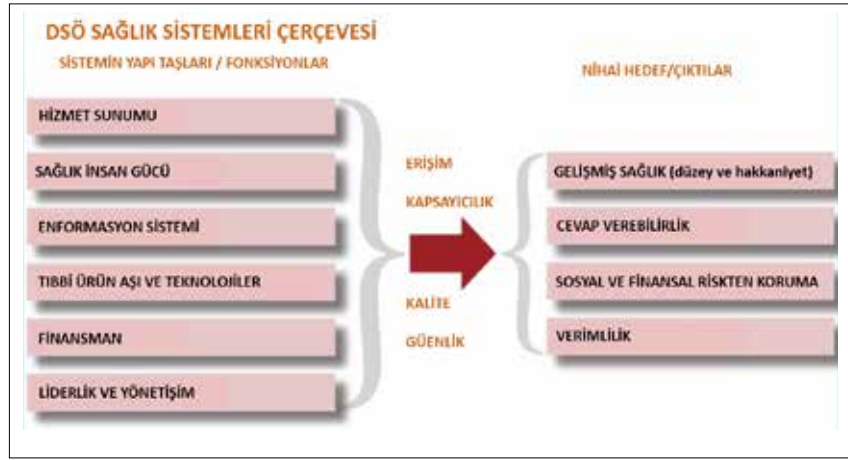 DSÖ SAĞLIK SİSTEMLERİ ÇERÇEVESİ
SİSTEMİN YAPI TAŞLARI / FONKSİYONLAR
HİZMET SUNUMU
SAĞLIK İNSAN GÜCÜ
ENFORMASYON SİSTEMİ
TIBBİ ÜRÜN AŞI VE TEKNOLOJİLER
FİNANSMAN
LİDERLİK VE YÖNETİŞİM
ERİŞİM
KAPSAYICILIK
KALİTE
GÜENLİK
NİHAİ HEDEF/ÇIKTILAR
GELİŞMİŞ SAĞLIK (düzey ve hakkaniyet)
CEVAP VEREBİLİRLİK
SOSYAL VE FİNANSAL RİSKTEN KORUMA
VERİMLİLİK